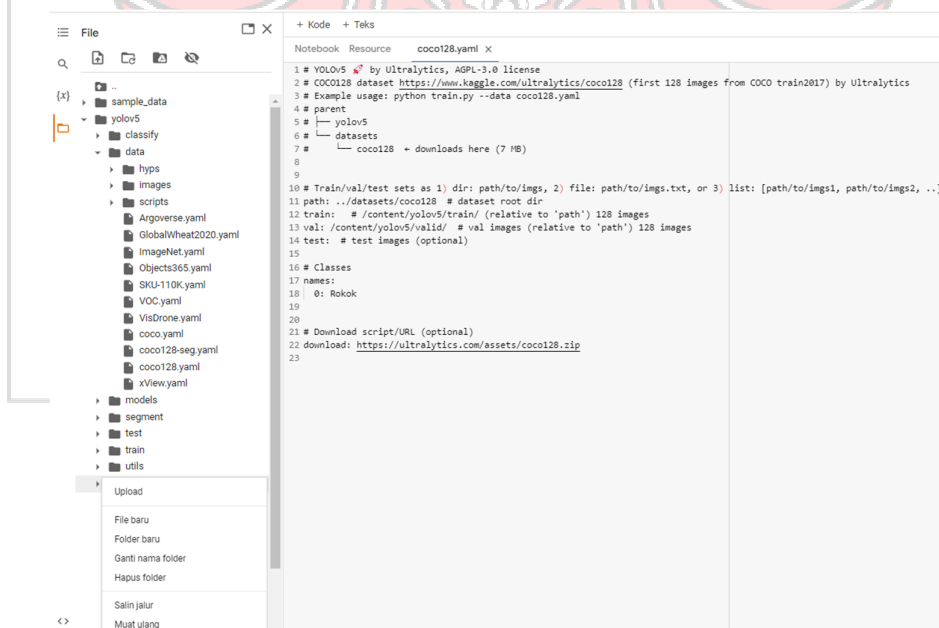 File
+ Kode + Teks
Notebook Resource coco128.yaml ×
{x}
..
sample_data
yolov5
classify
data
hyps
images
scripts
Argoverse.yaml
GlobalWheat2020.yaml
ImageNet.yaml
Objects365.yaml
SKU-110K.yaml
VOC.yaml
VisDrone.yaml
coco.yaml
coco128-seg.yaml
coco128.yaml
xView.yaml
models
segment
test
train
utils
Upload
File baru
Folder baru
Ganti nama folder
Hapus folder
Salin jalur
Muat ulang
<>
1 # YOLOv5 🚀 by Ultralytics, AGPL-3.0 license
2 # COCO128 dataset https://www.kaggle.com/ultralytics/coco128 (first 128 images from COCO train2017) by Ultralytics
3 # Example usage: python train.py --data coco128.yaml
4 # parent
5 # ├── yolov5
6 # └── datasets
7 #     └── coco128  ← downloads here (7 MB)
8
9
10 # Train/val/test sets as 1) dir: path/to/imgs, 2) file: path/to/imgs.txt, or 3) list: [path/to/imgs1, path/to/imgs2, ..]
11 path: ../datasets/coco128  # dataset root dir
12 train:   # /content/yolov5/train/ (relative to 'path') 128 images
13 val: /content/yolov5/valid/  # val images (relative to 'path') 128 images
14 test:  # test images (optional)
15
16 # Classes
17 names:
18   0: Rokok
19
20
21 # Download script/URL (optional)
22 download: https://ultralytics.com/assets/coco128.zip
23